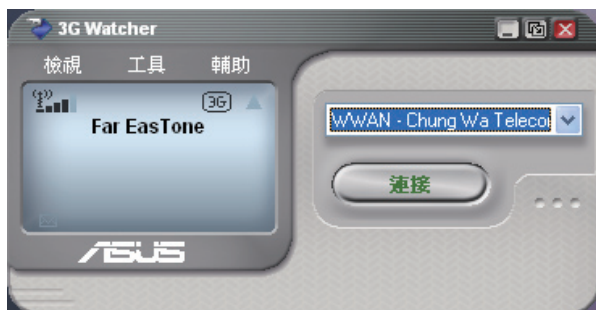 3G Watcher
檢視 工具 輔助
3G
Far EasTone
WWAN - Chung Wa Teleco
連接
ASUS